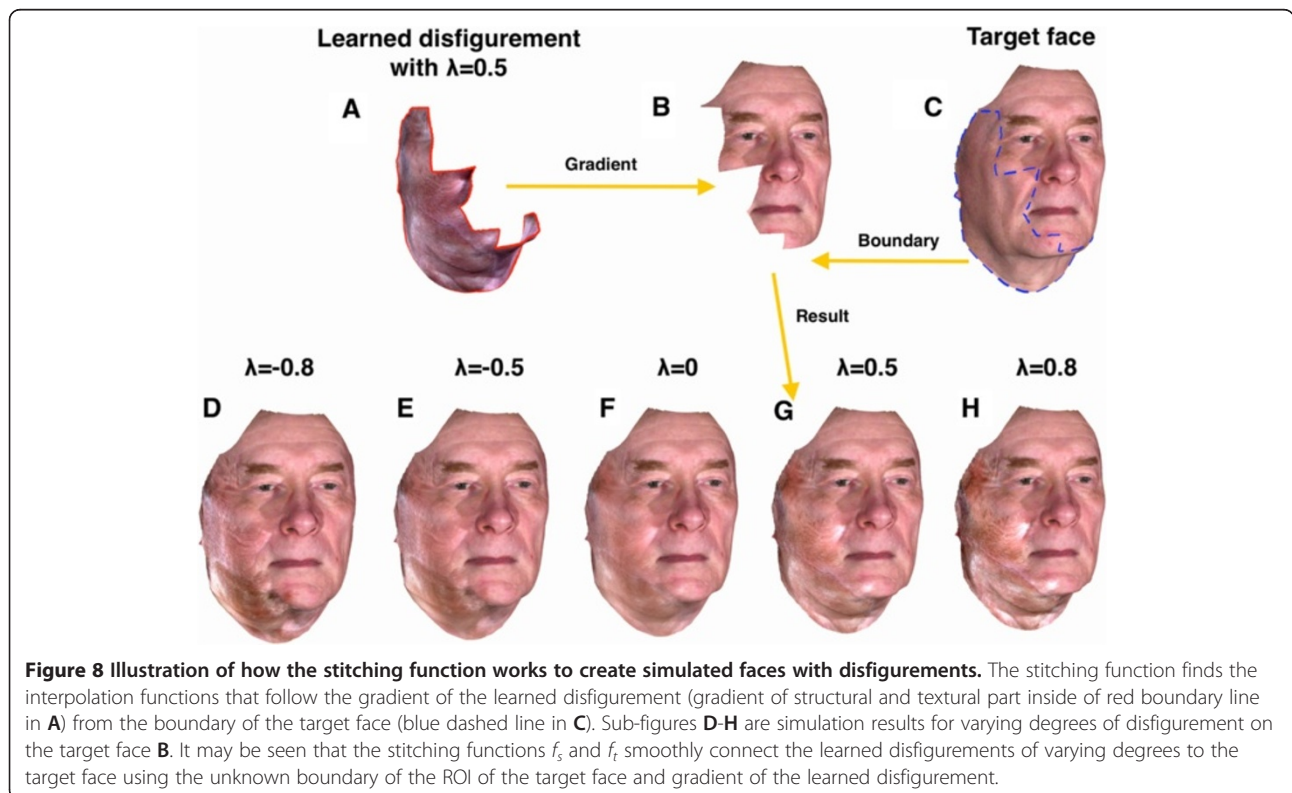 Learned disfigurement
with λ=0.5
Target face
A
B
C
Gradient
Boundary
Result
λ=-0.8
λ=-0.5
λ=0
λ=0.5
λ=0.8
D
E
F
G
H
Figure 8 Illustration of how the stitching function works to create simulated faces with disfigurements. The stitching function finds the
interpolation functions that follow the gradient of the learned disfigurement (gradient of structural and textural part inside of red boundary line
in A) from the boundary of the target face (blue dashed line in C). Sub-figures D-H are simulation results for varying degrees of disfigurement on
the target face B. It may be seen that the stitching functions fs and ft smoothly connect the learned disfigurements of varying degrees to the
target face using the unknown boundary of the ROI of the target face and gradient of the learned disfigurement.